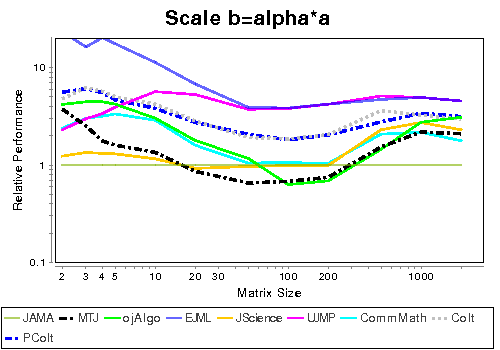 Scale b=alpha*a
Relative Performance
10
1
0.1
2 3 4 5 10 20 30 100 200 1000
Matrix Size
JAMA MTJ ojAlgo EJML JScience UJMP CommMath Colt
PColt